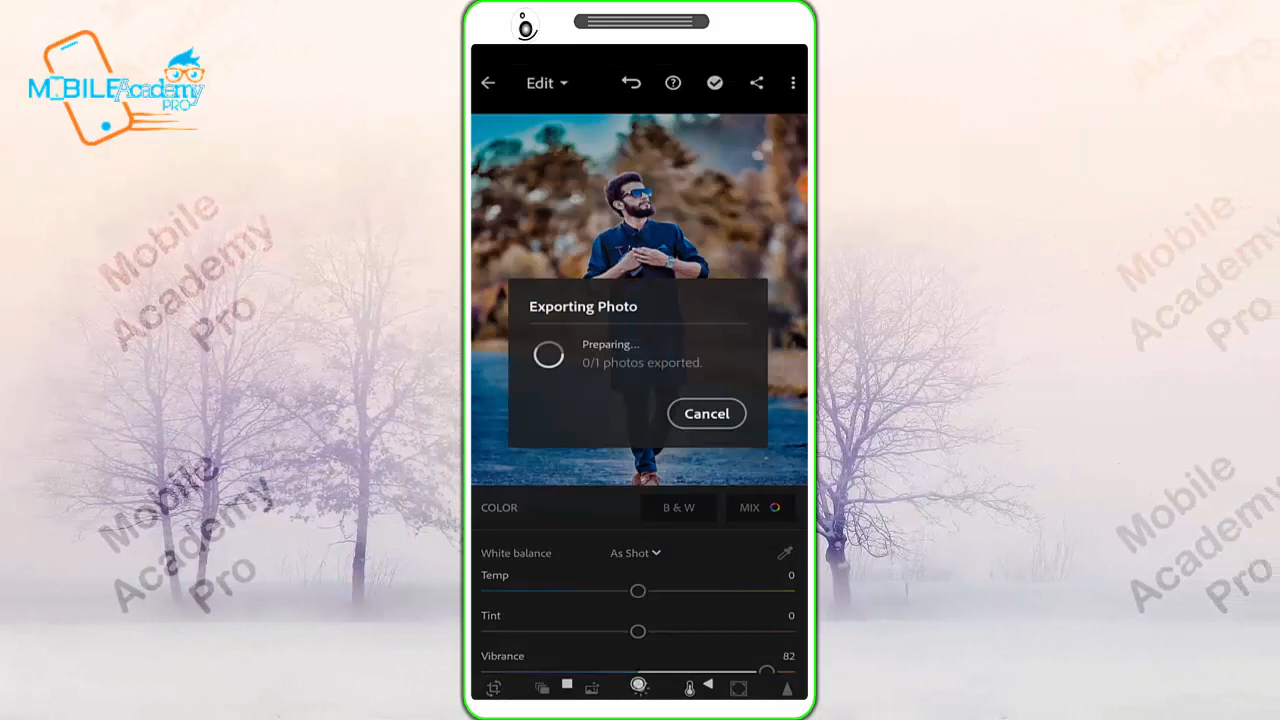 MOBILE Academy
PRO
Mobile
Academy
Pro
Mobile
Academy
Pro
Edit
Exporting Photo
Preparing...
0/1 photos exported.
Cancel
COLOR
B & W
MIX
White balance
As Shot
Temp
0
Tint
0
Vibrance
82
Mobile
Academy
Pro
Mobile
Academy
Pro